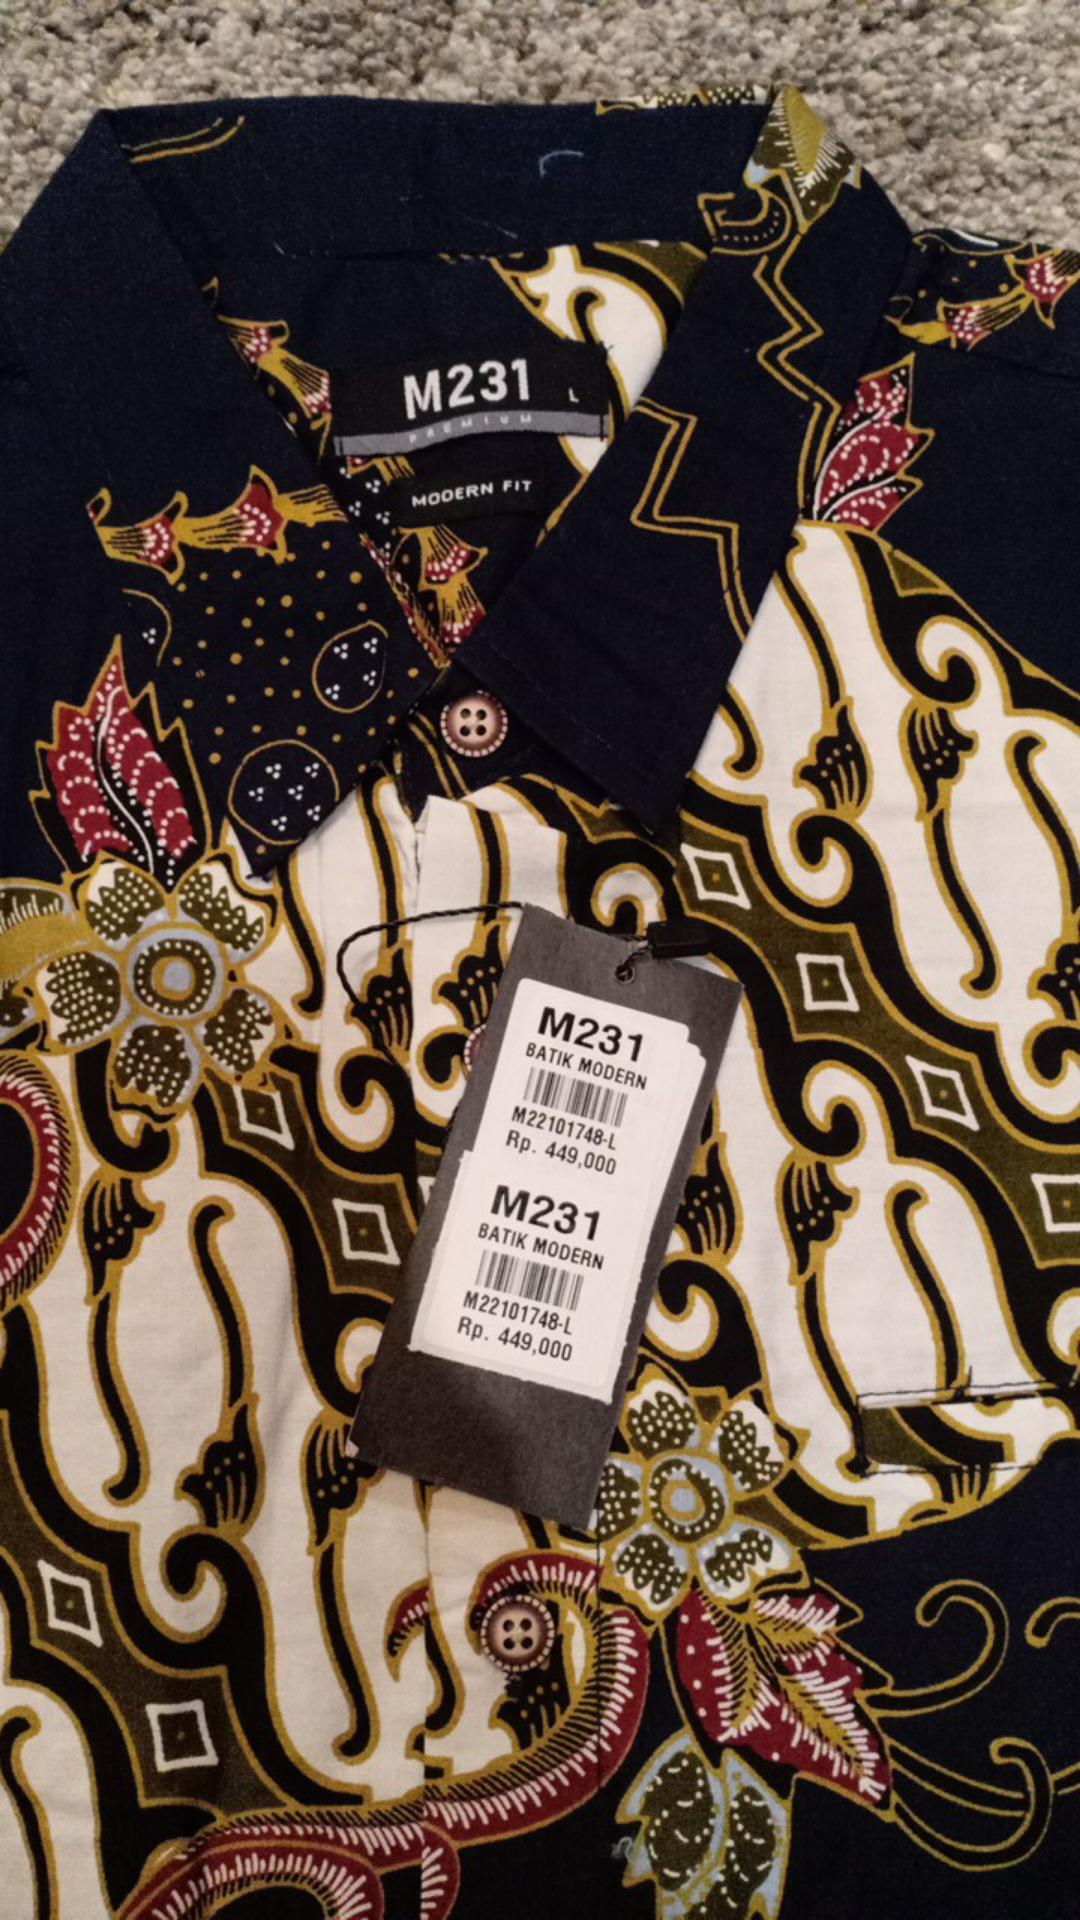 M231 L
PREMIUM
MODERN FIT
M231
BATIK MODERN
M22101748-L
Rp. 449,000
M231
BATIK MODERN
M22101748-L
Rp. 449,000